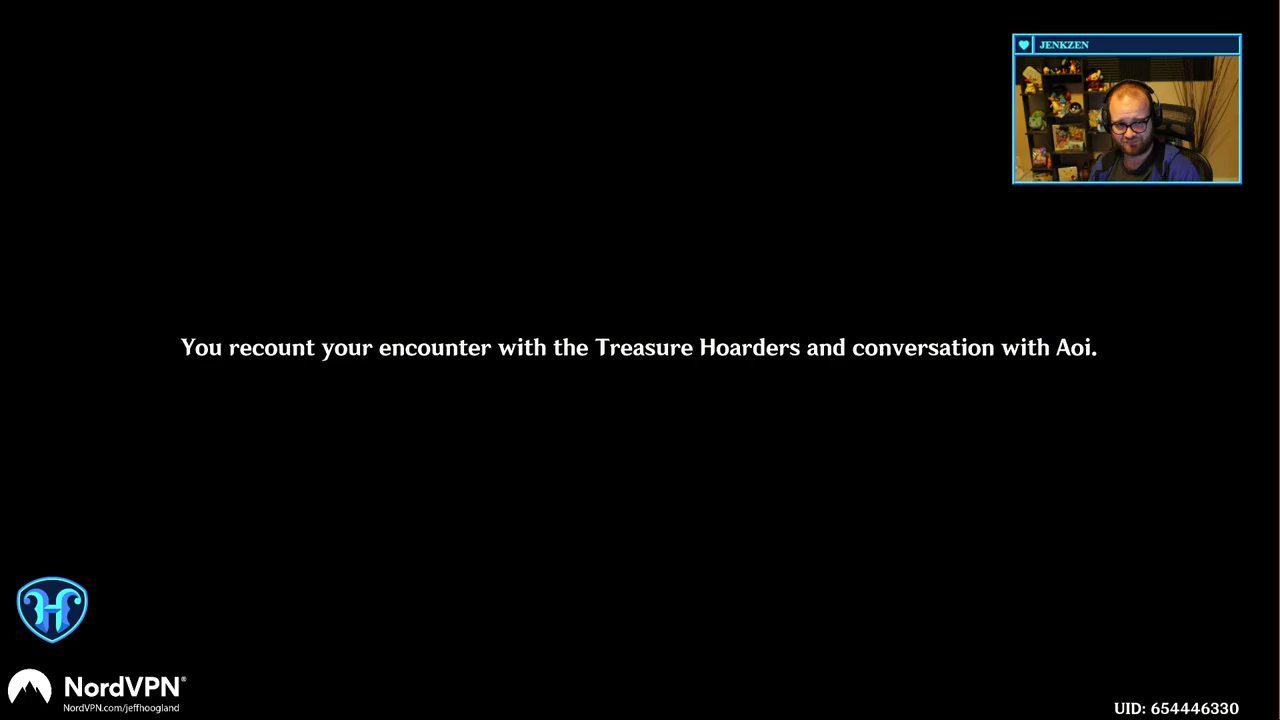 JENKZEN
You recount your encounter with the Treasure Hoarders and conversation with Aoi.
H
NordVPN®
NordVPN.com/jeffhoogland
UID: 654446330